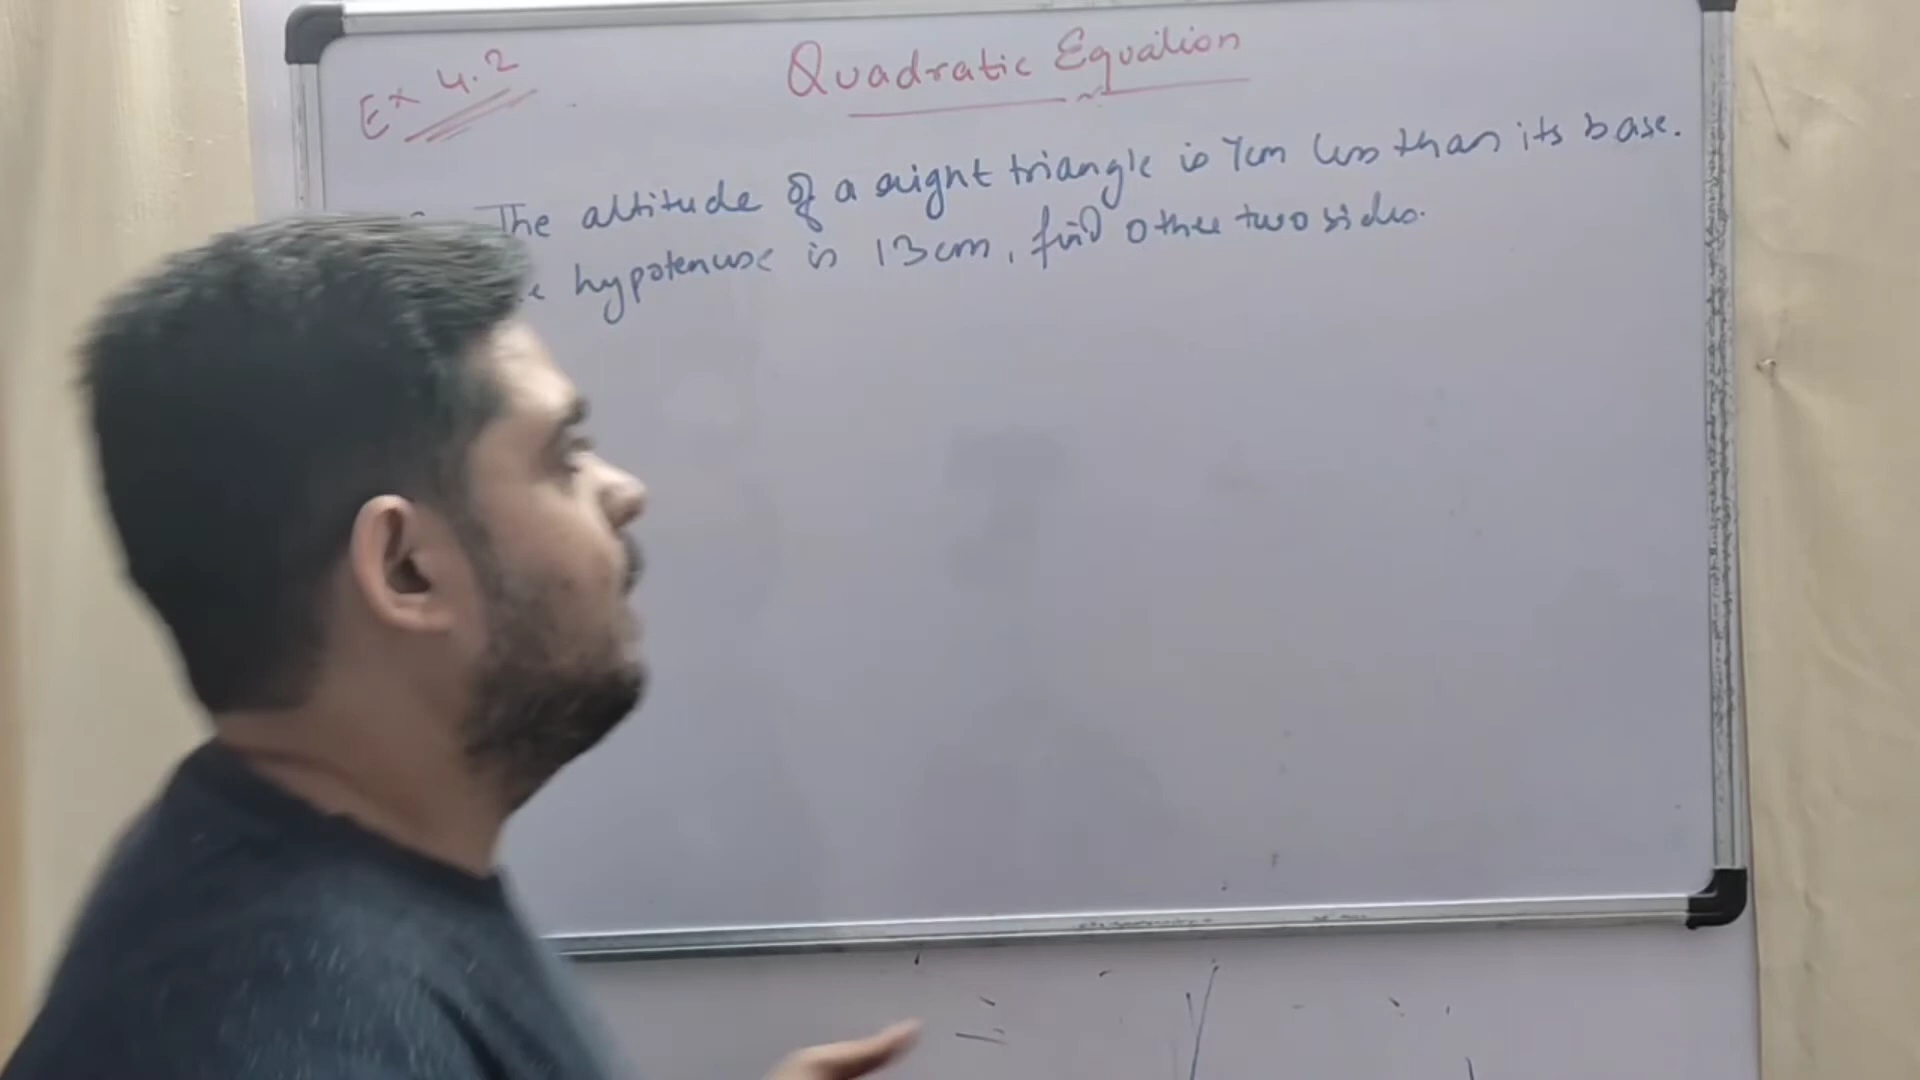 Ex 4.2
Quadratic Equation
The altitude of a right triangle is 7cm less than its base.
hypotenuse is 13cm, find other two sides.